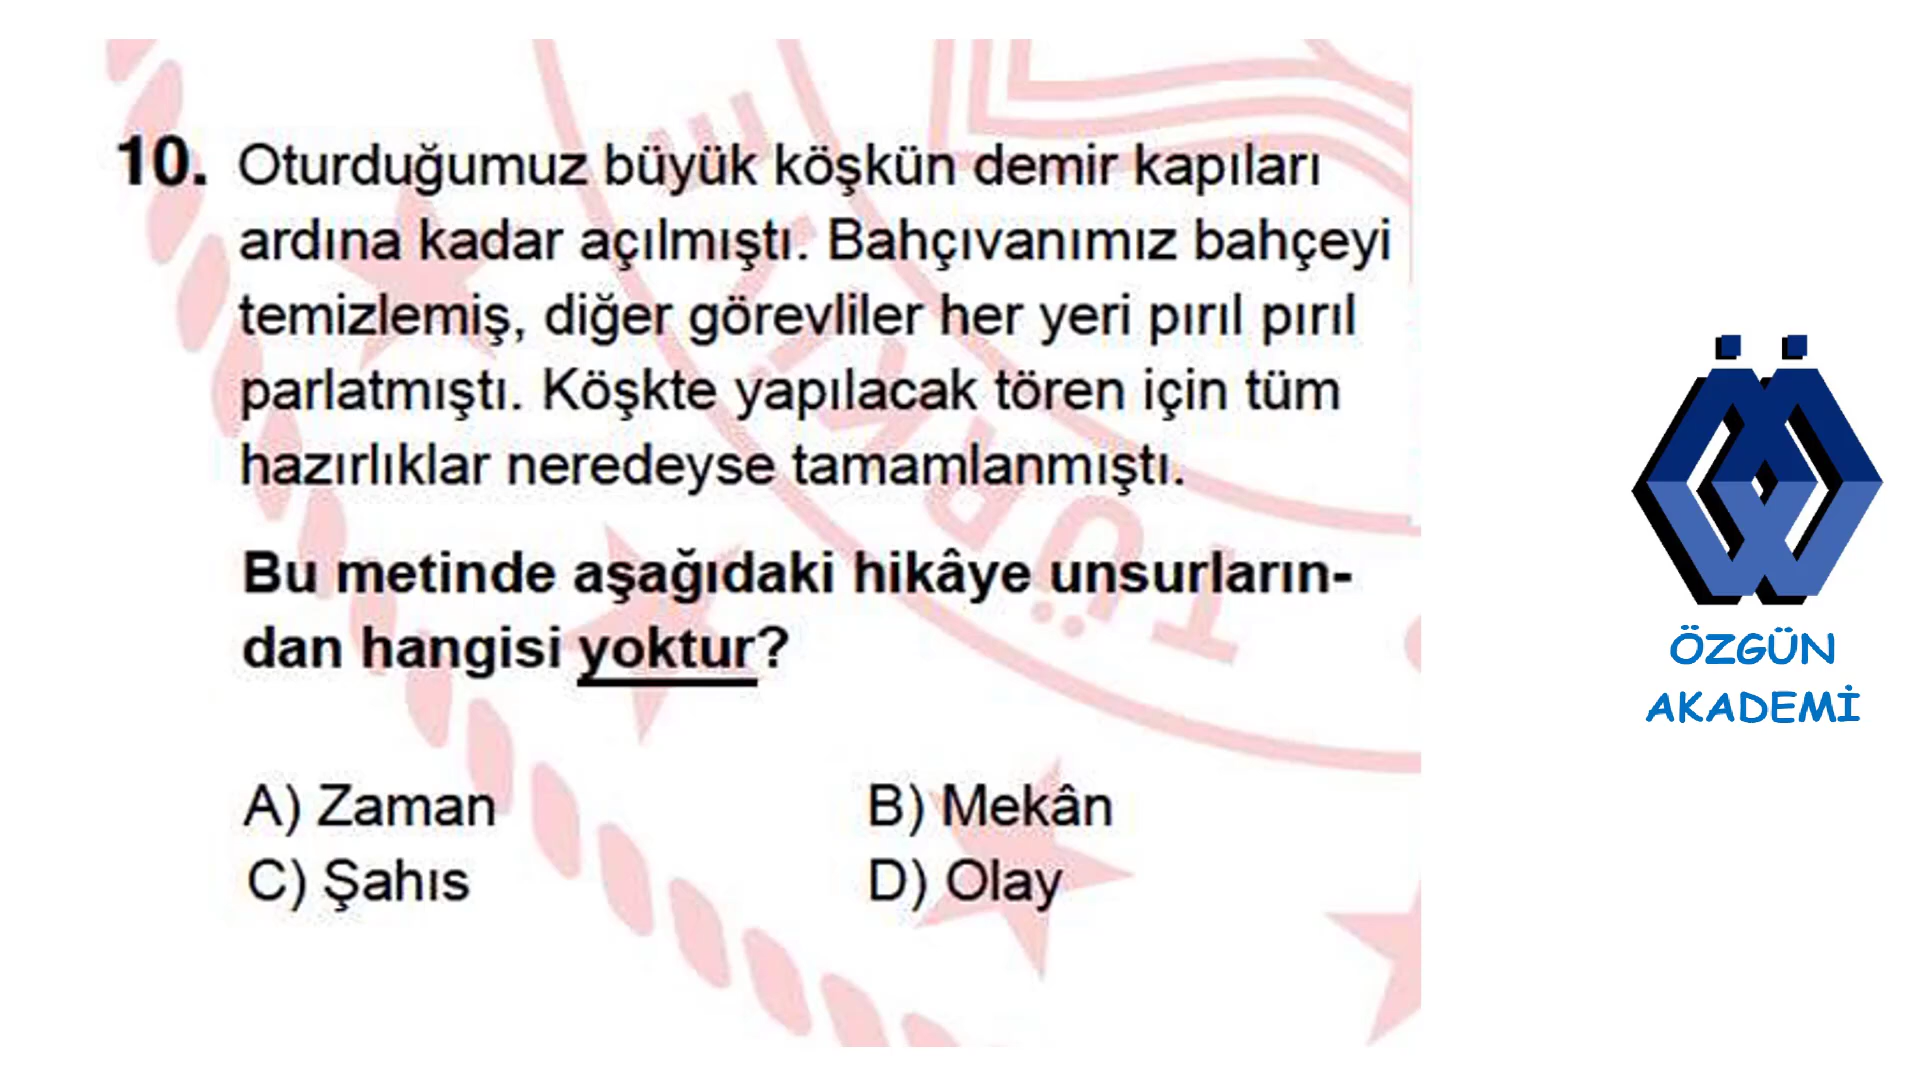 10. Oturduğumuz büyük köşkün demir kapıları
ardına kadar açılmıştı. Bahçıvanımız bahçeyi
temizlemiş, diğer görevliler her yeri pırıl pırıl
parlatmıştı. Köşkte yapılacak tören için tüm
hazırlıklar neredeyse tamamlanmıştı.
Bu metinde aşağıdaki hikâye unsurların-
dan hangisi yoktur?
A) Zaman
B) Mekân
C) Şahıs
D) Olay
ÖZGÜN
AKADEMİ
TÜRKİYE